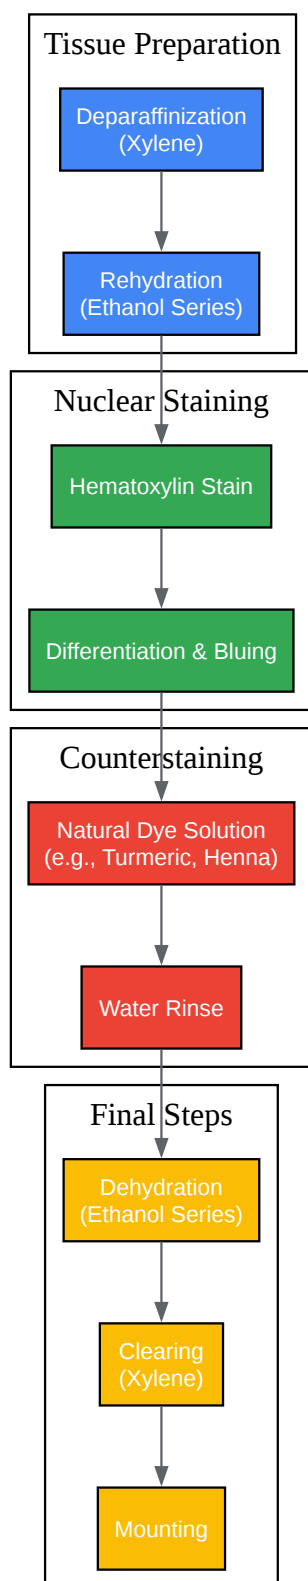 Tissue Preparation
Deparaffinization
(Xylene)
Rehydration
(Ethanol Series)
Nuclear Staining
Hematoxylin Stain
Differentiation & Bluing
Counterstaining
Natural Dye Solution
(e.g., Turmeric, Henna)
Water Rinse
Final Steps
Dehydration
(Ethanol Series)
Clearing
(Xylene)
Mounting